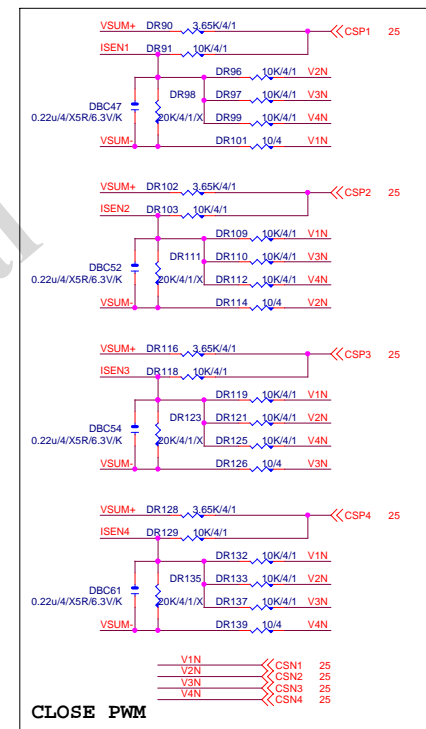 VSUM+ DR90 3.65K/4/1 CSP1 25
ISEN1 DR91 10K/4/1
DR96 10K/4/1 V2N
DR98 DR97 10K/4/1 V3N
DBC47
0.22u/4/X5R/6.3V/K 20K/4/1/X DR99 10K/4/1 V4N
VSUM- DR101 10/4 V1N
VSUM+ DR102 3.65K/4/1 CSP2 25
ISEN2 DR103 10K/4/1
DR109 10K/4/1 V1N
DR111 DR110 10K/4/1 V3N
DBC52
0.22u/4/X5R/6.3V/K 20K/4/1/X DR112 10K/4/1 V4N
VSUM- DR114 10/4 V2N
VSUM+ DR116 3.65K/4/1 CSP3 25
ISEN3 DR118 10K/4/1
DR119 10K/4/1 V1N
DR123 DR121 10K/4/1 V2N
DBC54
0.22u/4/X5R/6.3V/K 20K/4/1/X DR125 10K/4/1 V4N
VSUM- DR126 10/4 V3N
VSUM+ DR128 3.65K/4/1 CSP4 25
ISEN4 DR129 10K/4/1
DR132 10K/4/1 V1N
DR135 DR133 10K/4/1 V2N
DBC61
0.22u/4/X5R/6.3V/K 20K/4/1/X DR137 10K/4/1 V3N
VSUM- DR139 10/4 V4N
V1N CSN1 25
V2N CSN2 25
V3N CSN3 25
V4N CSN4 25
CLOSE PWM